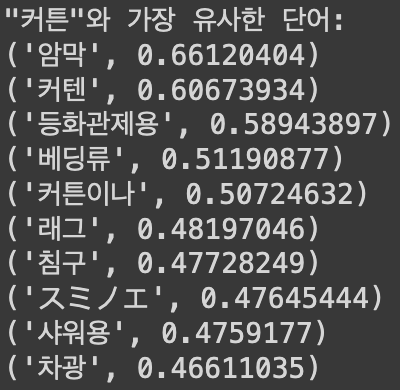 "커튼"와 가장 유사한 단어:
('암막', 0.66120404)
('커텐', 0.60673934)
('등화관제용', 0.58943897)
('베딩류', 0.51190877)
('커튼이나', 0.50724632)
('래그', 0.48197046)
('침구', 0.47728249)
('スミノエ', 0.47645444)
('샤워용', 0.4759177)
('차광', 0.46611035)